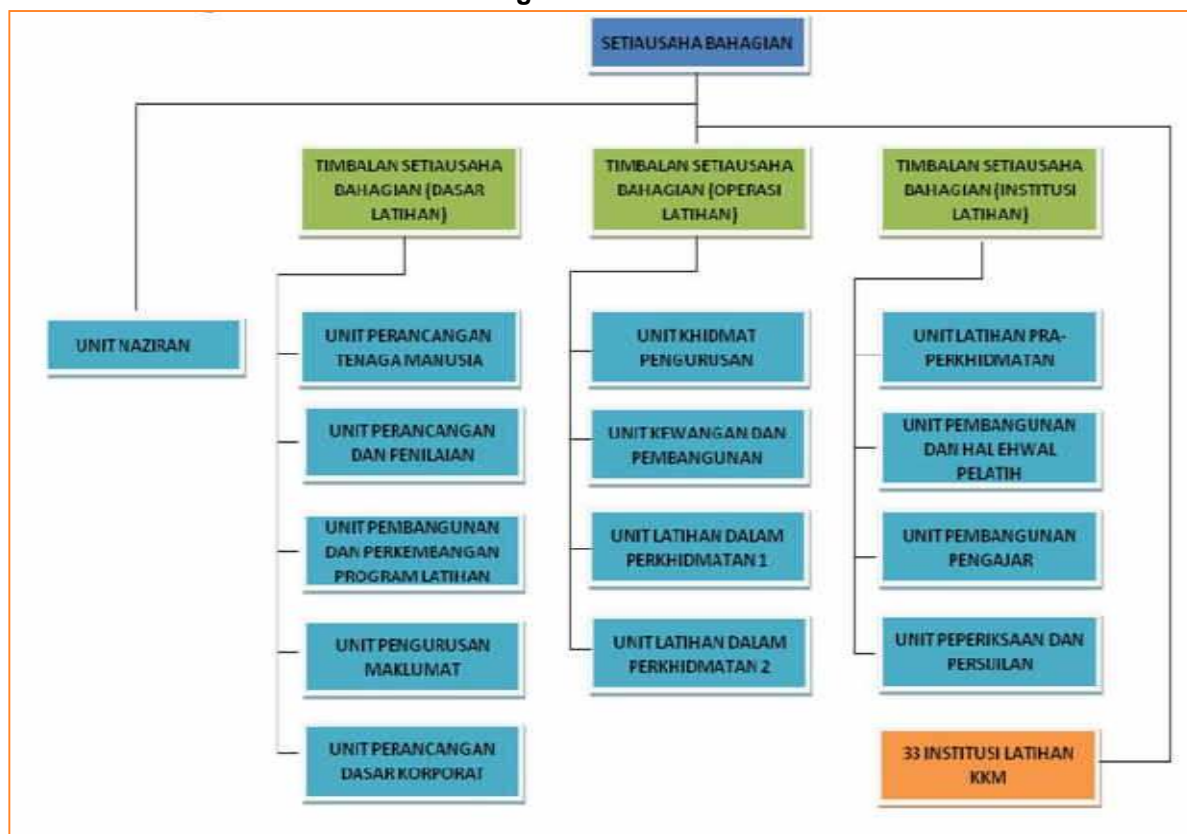 SETIAUSAHA BAHAGIAN
TIMBALAN SETIAUSAHA
BAHAGIAN (DASAR
LATIHAN)
TIMBALAN SETIAUSAHA
BAHAGIAN (OPERASI
LATIHAN)
TIMBALAN SETIAUSAHA
BAHAGIAN (INSTITUSI
LATIHAN)
UNIT NAZIRAN
UNIT PERANCANGAN
TENAGA MANUSIA
UNIT PERANCANGAN
DAN PENILAIAN
UNIT PEMBANGUNAN
DAN PERKEMBANGAN
PROGRAM LATIHAN
UNIT PENGURUSAN
MAKLUMAT
UNIT PERANCANGAN
DASAR KORPORAT
UNIT KHIDMAT
PENGURUSAN
UNIT KEWANGAN DAN
PEMBANGUNAN
UNIT LATIHAN DALAM
PERKHIDMATAN 1
UNIT LATIHAN DALAM
PERKHIDMATAN 2
UNIT LATIHAN PRA-
PERKHIDMATAN
UNIT PEMBANGUNAN
DAN HAL EHWAL
PELATIH
UNIT PEMBANGUNAN
PENGAJAR
UNIT PEPERIKSAAN DAN
PERSIJILAN
33 INSTITUSI LATIHAN
KKM